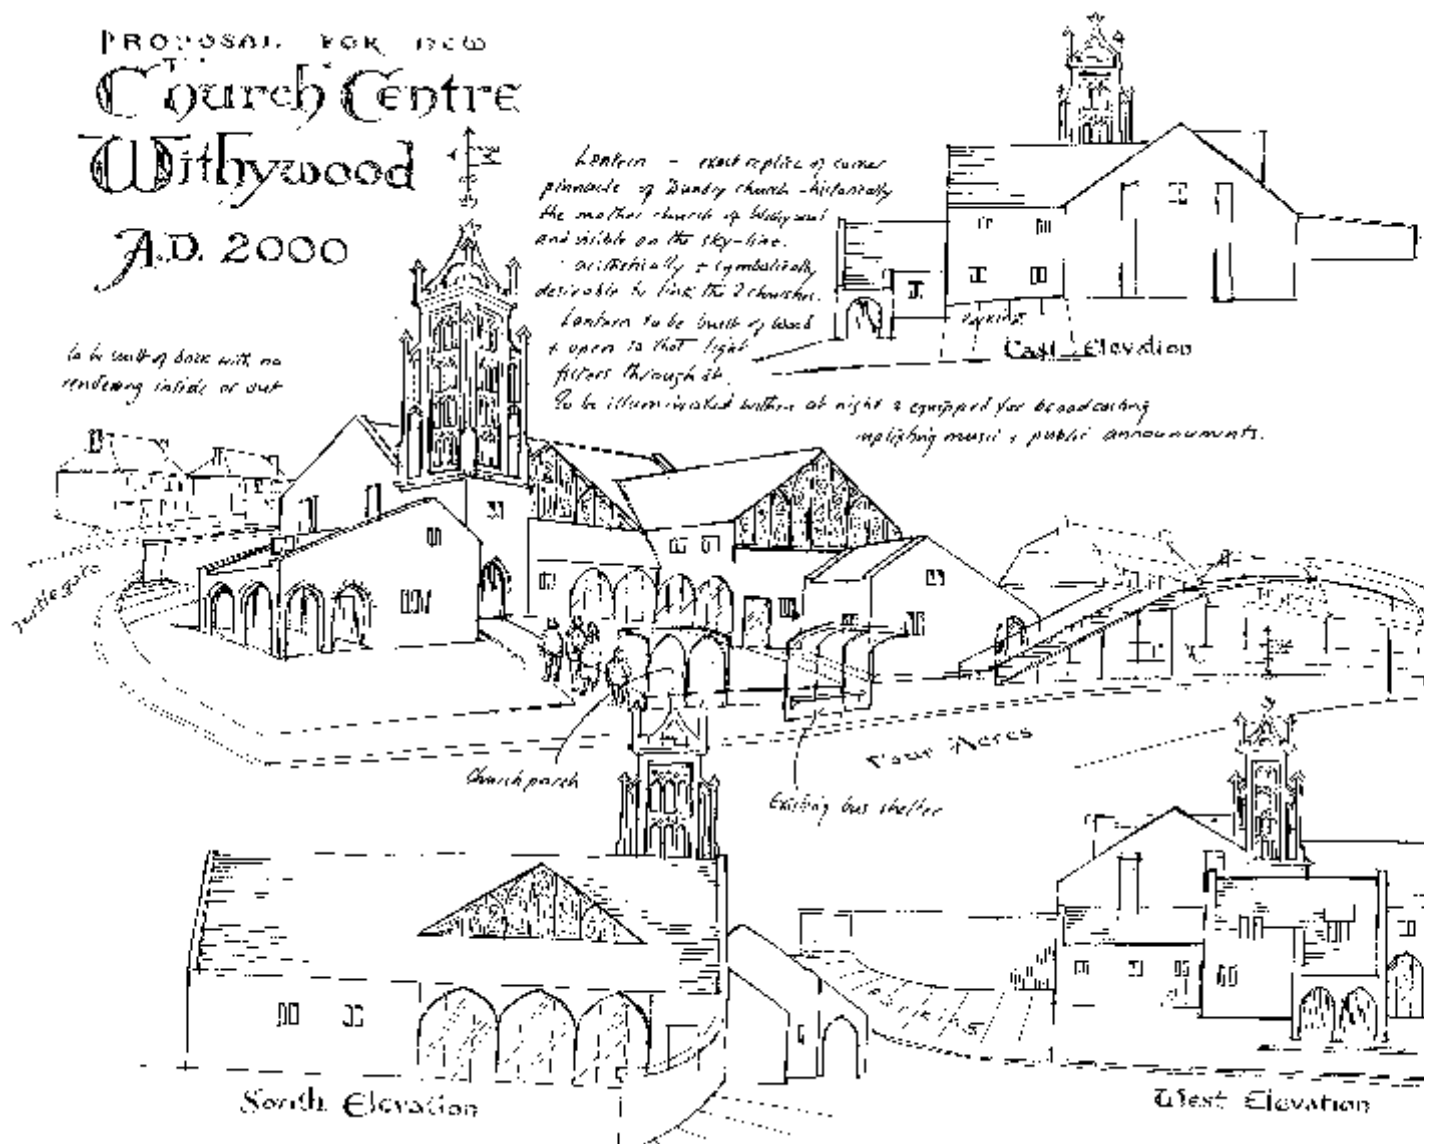 PROPOSAL FOR NEW
Church Centre
Withywood
A.D. 2000
Lantern - exact replica of corner
pinnacle of Dundry church - historically
the mother church of Withywood
and visible on the sky-line.
artistically + symbolically
desirable to link the 2 churches.
Lantern to be built of wood
+ open so that light
filters through it.
To be illuminated within at night & equipped for broadcasting
uplifting music + public announcements.
to be built of brick with no
rendering inside or out
parking
East Elevation
Four Acres
Church porch
Existing bus shelter
parking
South Elevation
West Elevation